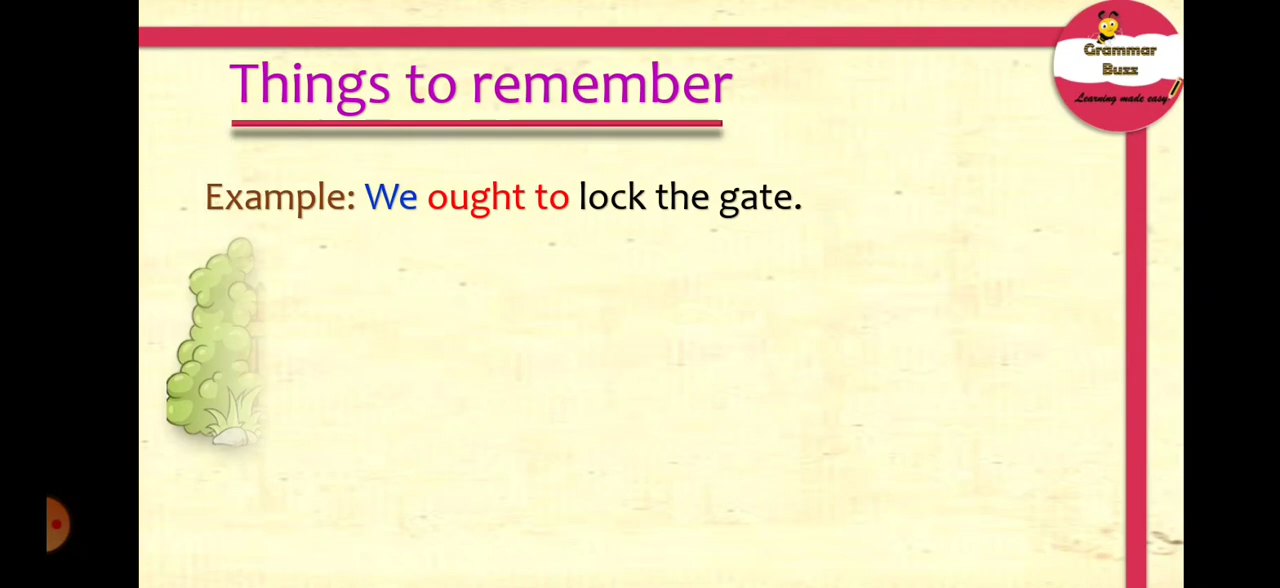 Grammar
Buzz
Learning made easy
Things to remember
Example: We ought to lock the gate.